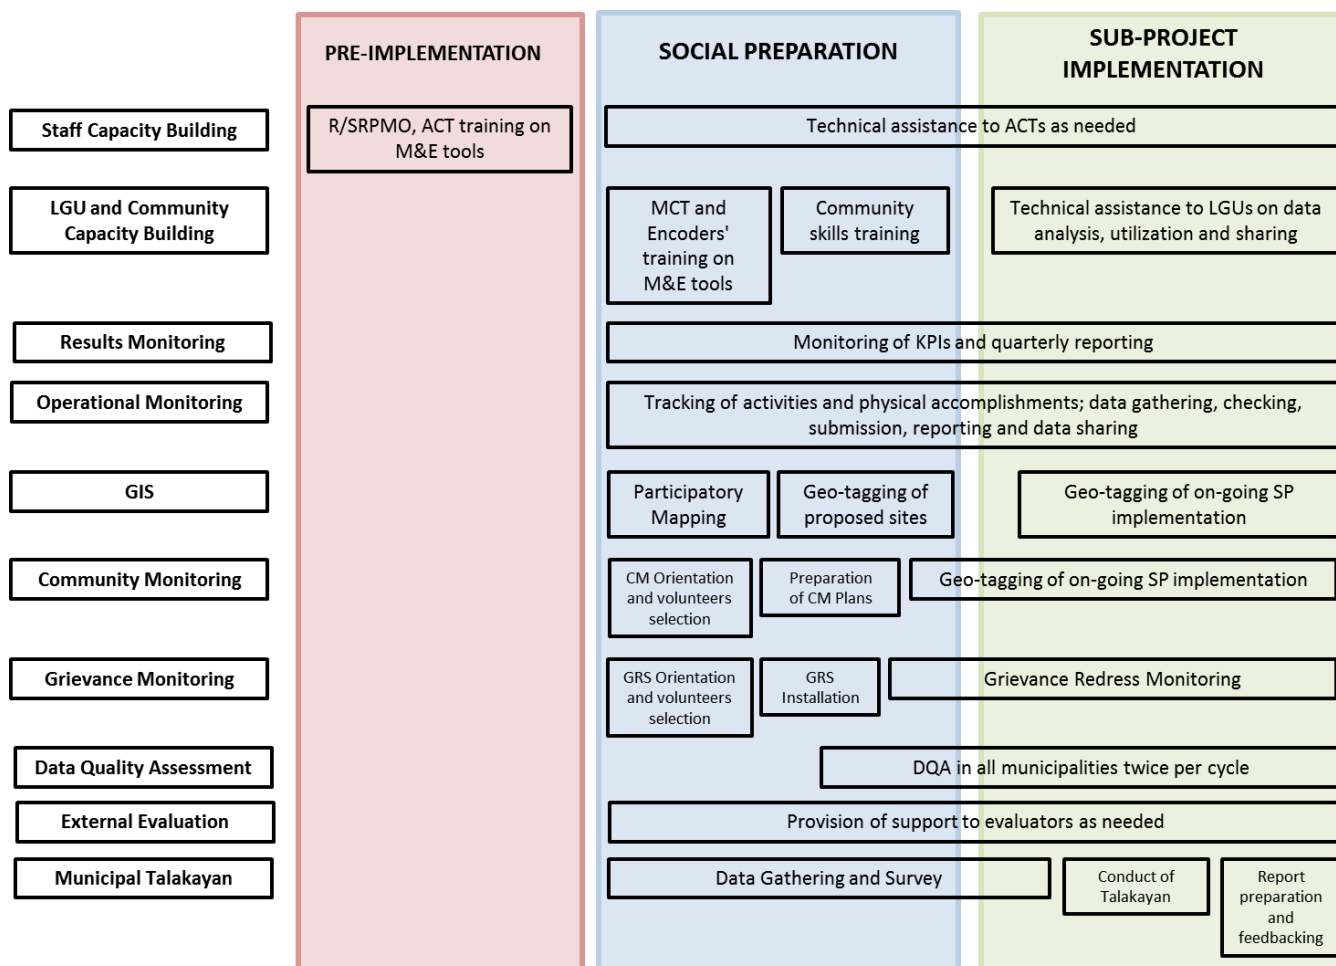 PRE-IMPLEMENTATION
SOCIAL PREPARATION
SUB-PROJECT
IMPLEMENTATION
Staff Capacity Building
R/SRPMO, ACT training on
M&E tools
Technical assistance to ACTs as needed
LGU and Community
Capacity Building
MCT and
Encoders'
training on
M&E tools
Community
skills training
Technical assistance to LGUs on data
analysis, utilization and sharing
Results Monitoring
Monitoring of KPIs and quarterly reporting
Operational Monitoring
Tracking of activities and physical accomplishments; data gathering, checking,
submission, reporting and data sharing
GIS
Participatory
Mapping
Geo-tagging of
proposed sites
Geo-tagging of on-going SP
implementation
Community Monitoring
CM Orientation
and volunteers
selection
Preparation
of CM Plans
Geo-tagging of on-going SP implementation
Grievance Monitoring
GRS Orientation
and volunteers
selection
GRS
Installation
Grievance Redress Monitoring
Data Quality Assessment
DQA in all municipalities twice per cycle
External Evaluation
Provision of support to evaluators as needed
Municipal Talakayan
Data Gathering and Survey
Conduct of
Talakayan
Report
preparation
and
feedbacking